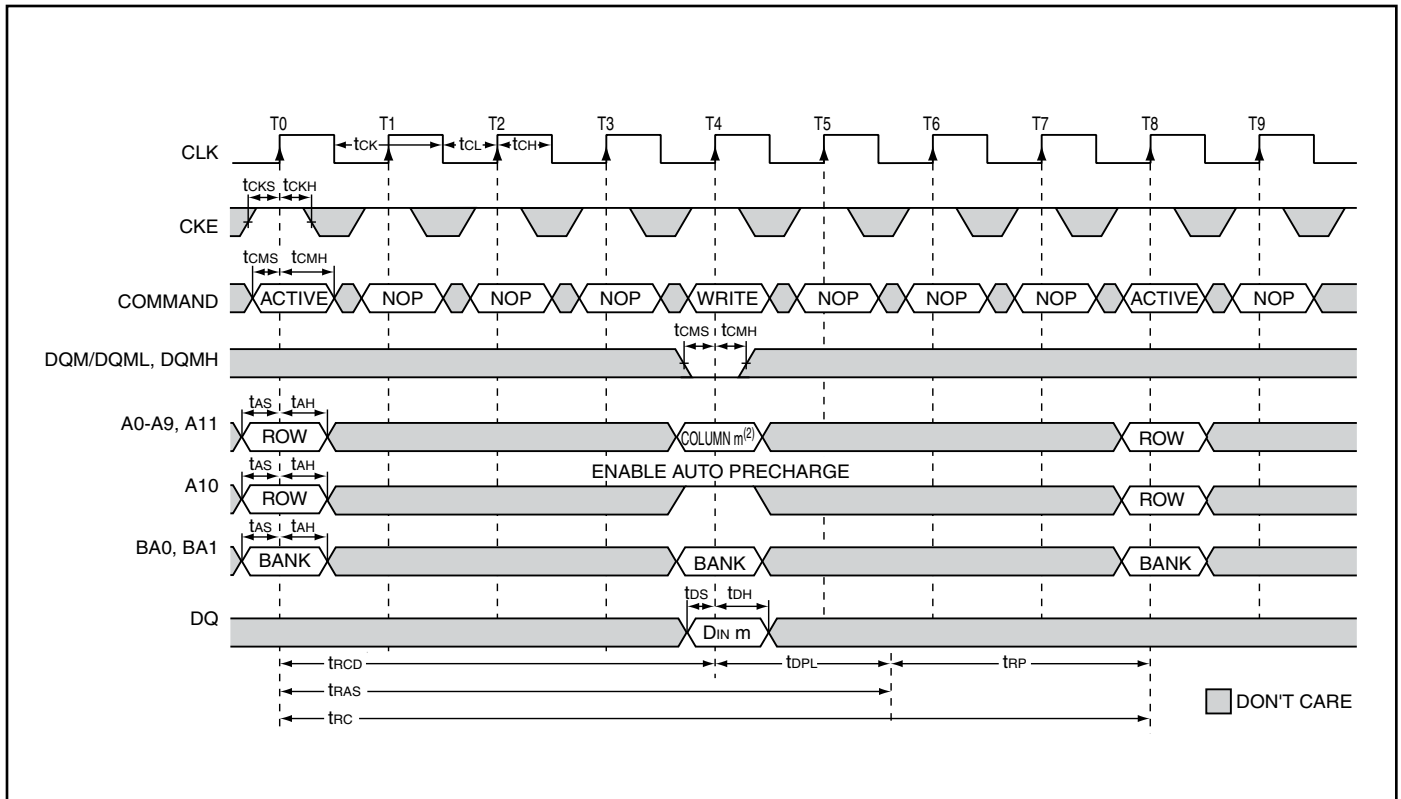 T0 T1 T2 T3 T4 T5 T6 T7 T8 T9
CLK
tCK tCL tCH
tCKS tCKH
CKE
tCMS tCMH
COMMAND ACTIVE NOP NOP NOP WRITE NOP NOP NOP ACTIVE NOP
tCMS tCMH
DQM/DQML, DQMH
tAS tAH
A0-A9, A11 ROW COLUMN m(2) ROW
tAS tAH
ENABLE AUTO PRECHARGE
A10 ROW ROW
tAS tAH
BA0, BA1 BANK BANK BANK
tDS tDH
DQ DIN m
tRCD tDPL tRP
tRAS
DON'T CARE
tRC